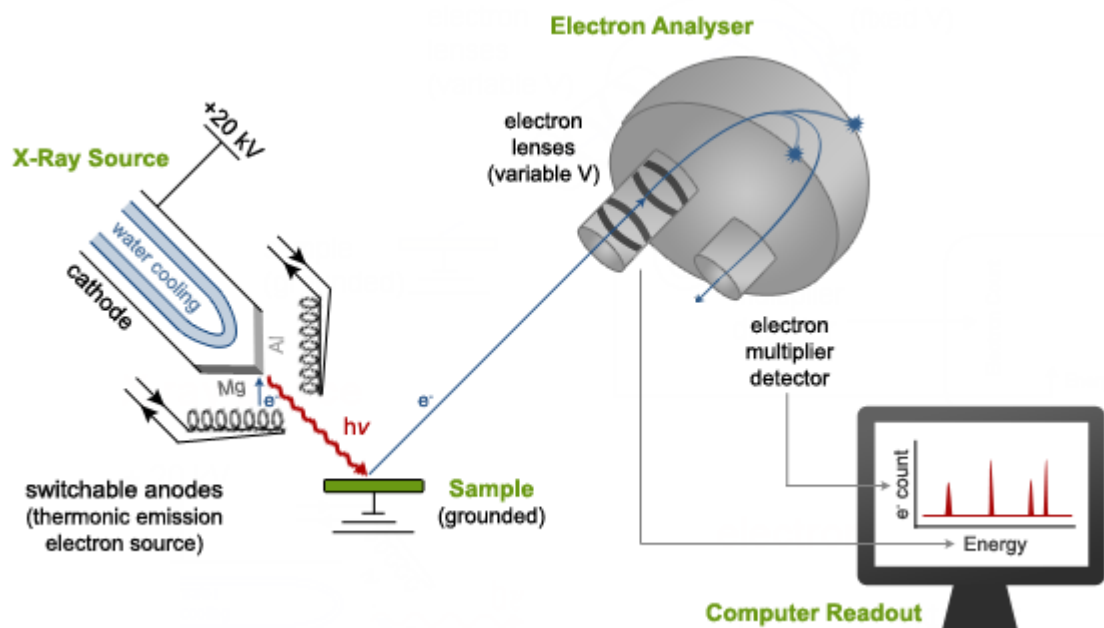 Electron Analyser
+20 kV
X-Ray Source
electron
lenses
(variable V)
water cooling
cathode
Al
Mg
e-
hν
e-
electron
multiplier
detector
switchable anodes
(thermonic emission
electron source)
Sample
(grounded)
e- count
Energy
Computer Readout